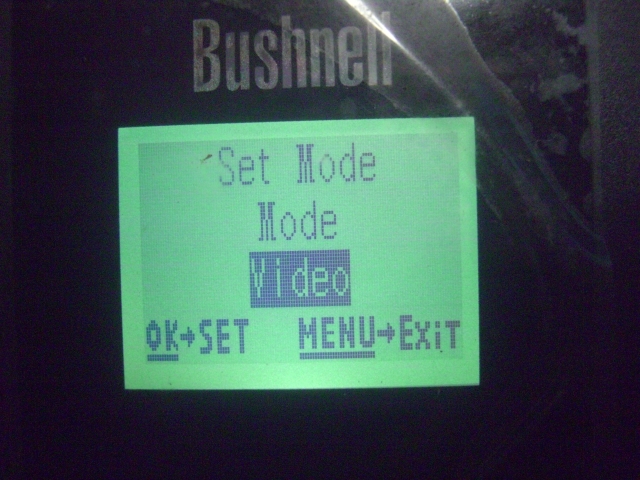 Bushnell
Set Mode
Mode
Video
OK→SET MENU→ExiT